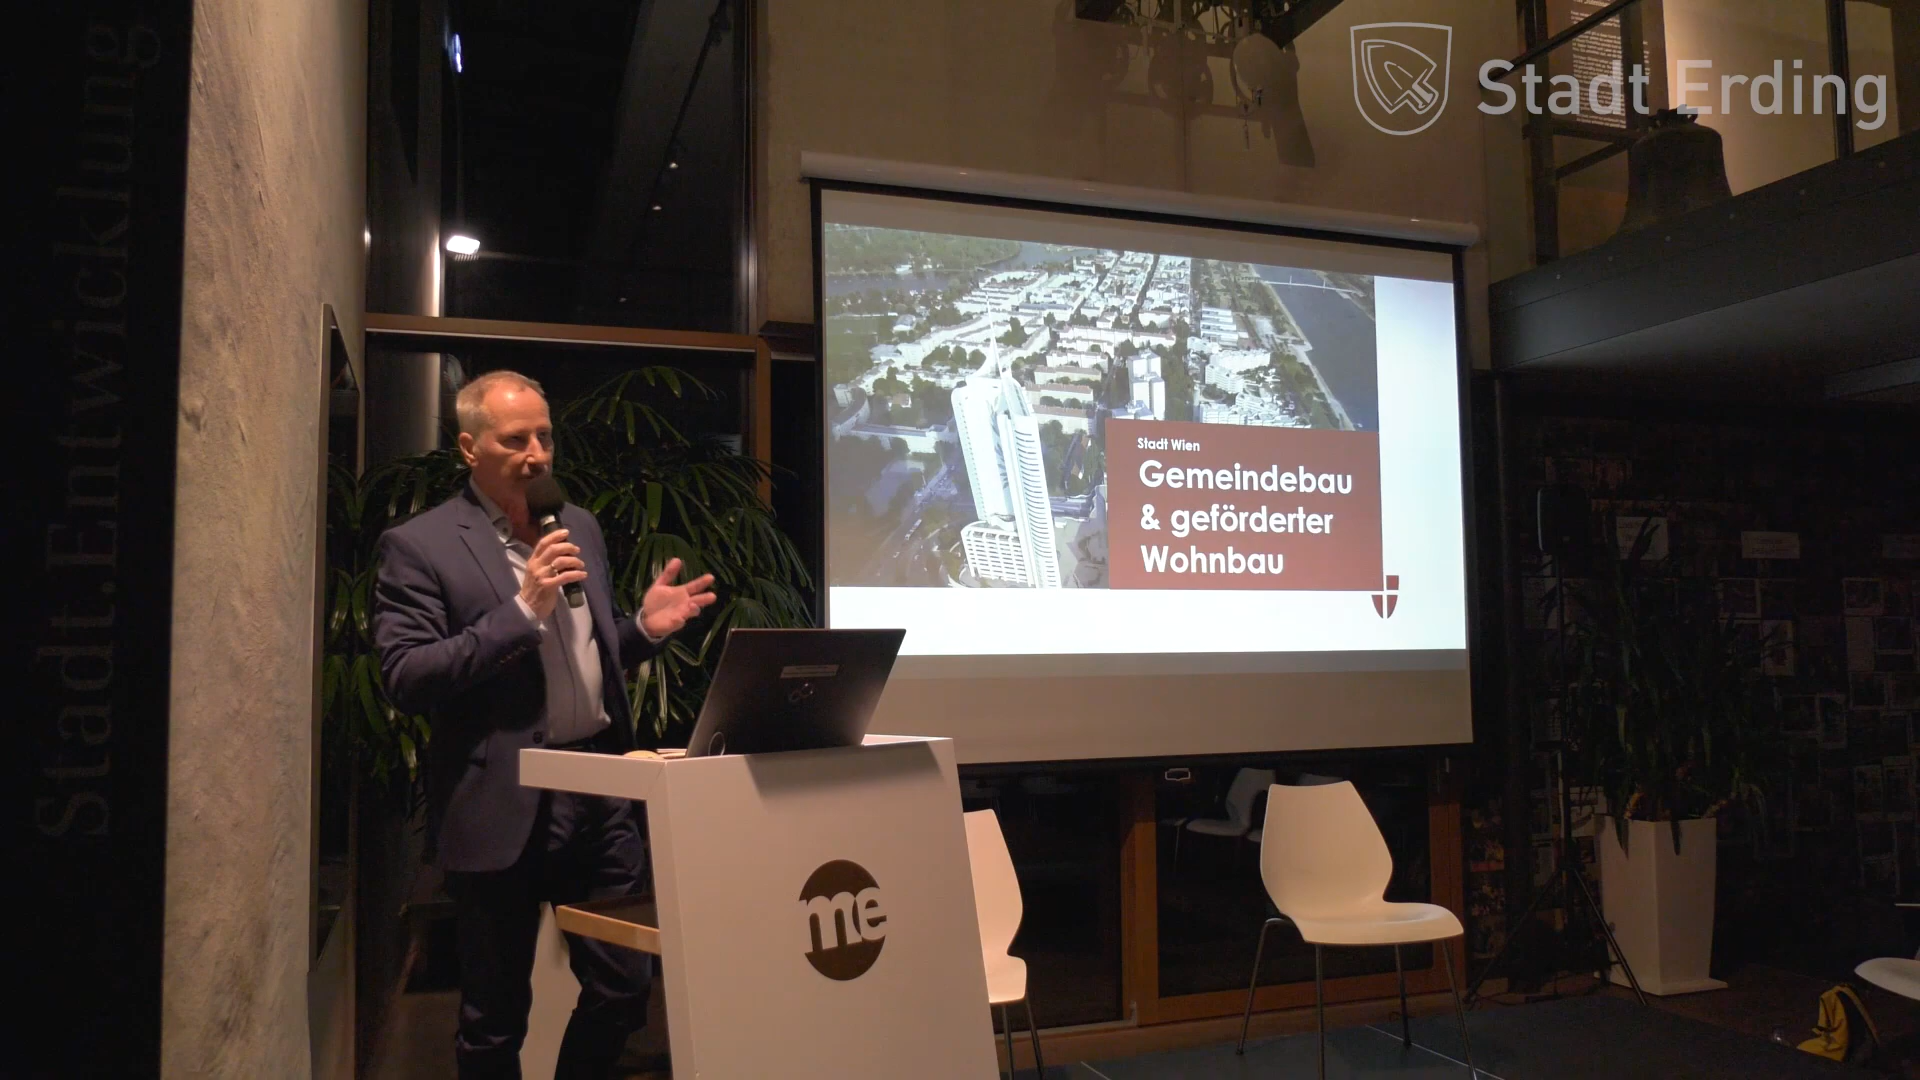 Stadt Erding
Stadt.Entwicklung
Stadt Wien
Gemeindebau
& geförderter
Wohnbau
me